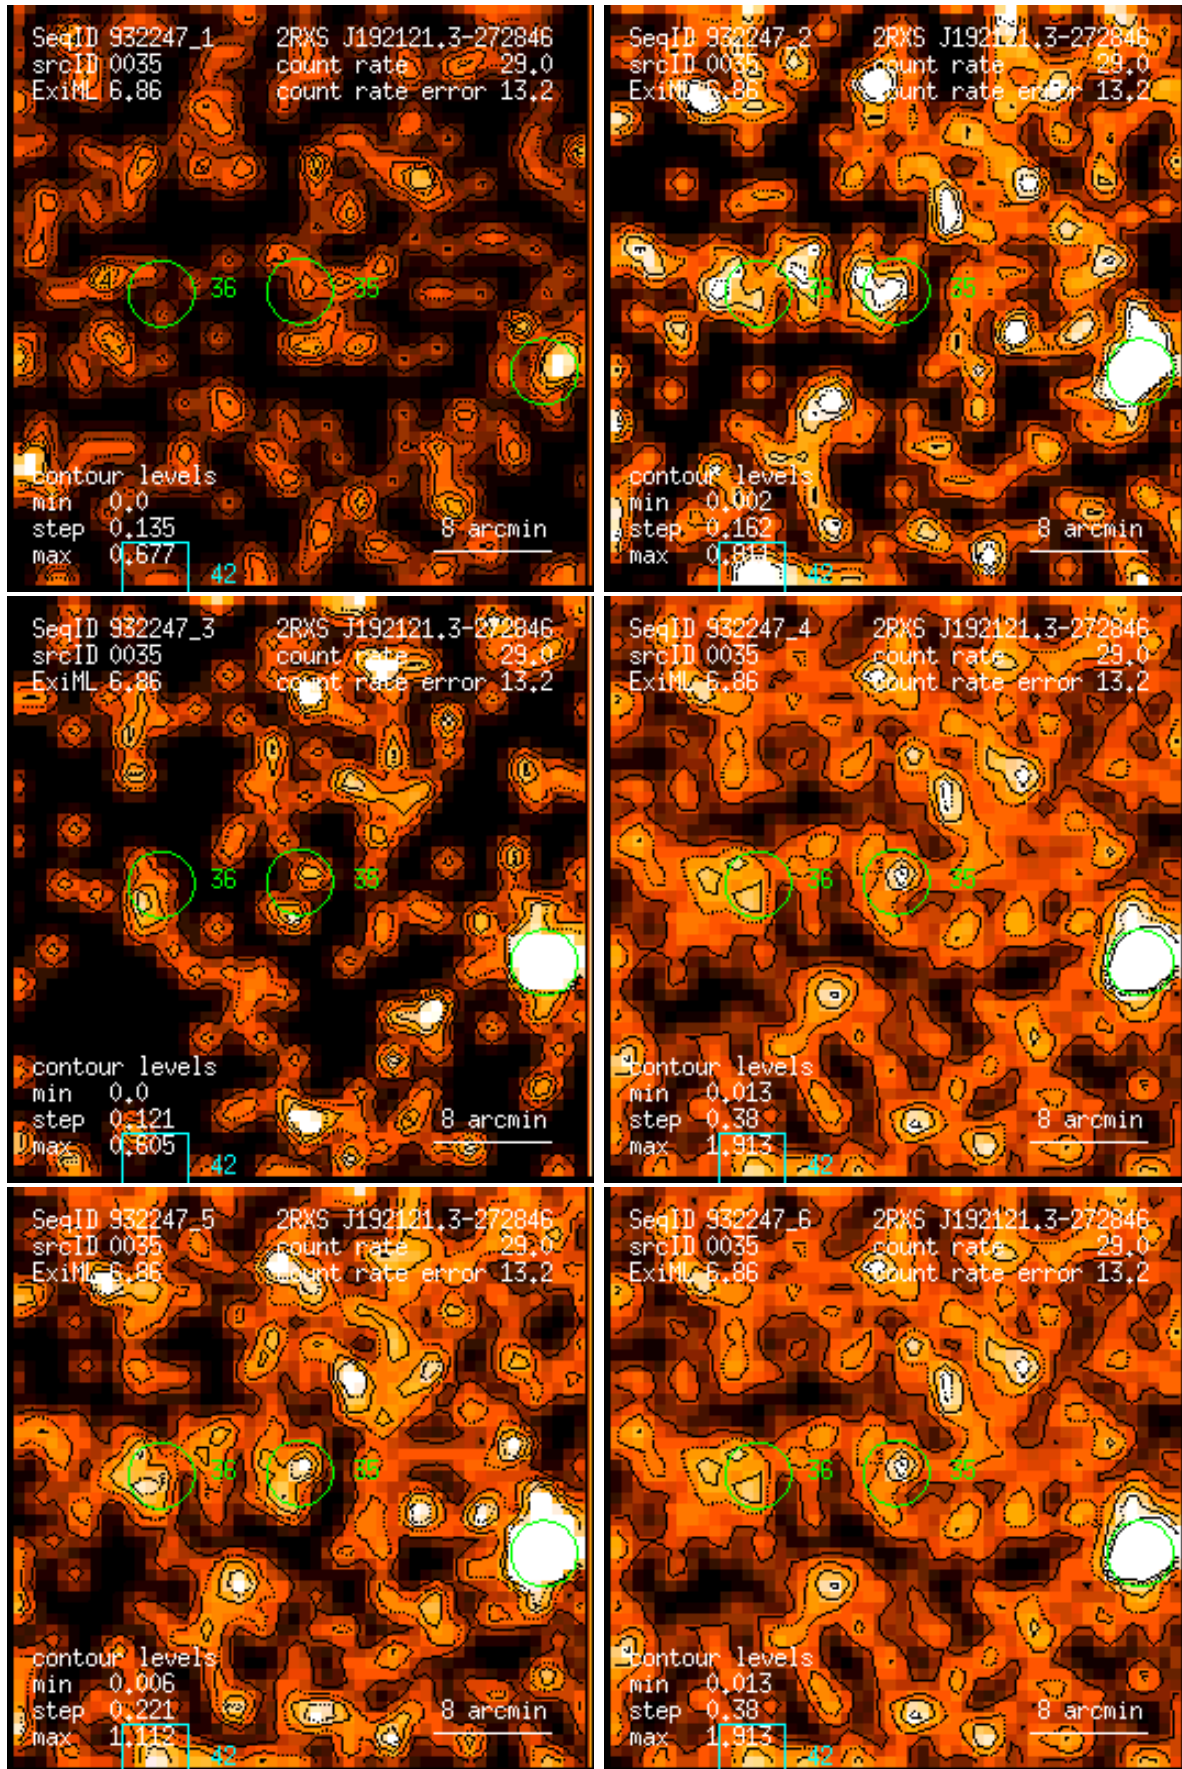 SeqID 932247_1 2RXS J192121.3-272846
srcID 0035 count rate 29.0
ExiML 6.86 count rate error 13.2
36 35
contour levels
min 0.0
step 0.135 8 arcmin
max 0.677
42
SeqID 932247_2 2RXS J192121.3-272846
srcID 0035 count rate 29.0
ExiML 6.86 count rate error 13.2
36 35
contour levels
min 0.002
step 0.162 8 arcmin
max 0.811
42
SeqID 932247_3 2RXS J192121.3-272846
srcID 0035 count rate 29.0
ExiML 6.86 count rate error 13.2
36 35
contour levels
min 0.0
step 0.121 8 arcmin
max 0.605
42
SeqID 932247_4 2RXS J192121.3-272846
srcID 0035 count rate 29.0
ExiML 6.86 count rate error 13.2
36 35
contour levels
min 0.013
step 0.38 8 arcmin
max 1.913
42
SeqID 932247_5 2RXS J192121.3-272846
srcID 0035 count rate 29.0
ExiML 6.86 count rate error 13.2
36 35
contour levels
min 0.006
step 0.221 8 arcmin
max 1.112
42
SeqID 932247_6 2RXS J192121.3-272846
srcID 0035 count rate 29.0
ExiML 6.86 count rate error 13.2
36 35
contour levels
min 0.013
step 0.38 8 arcmin
max 1.913
42